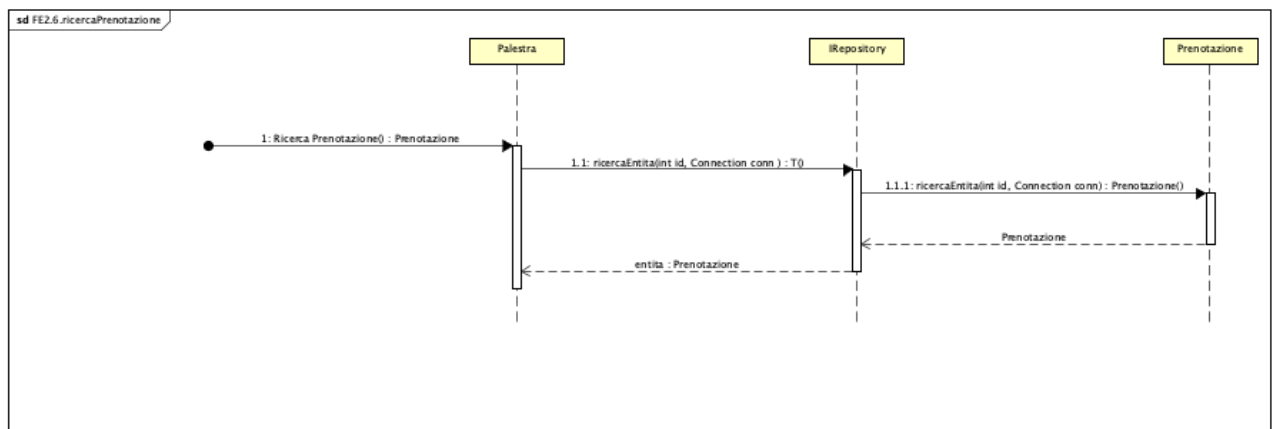 sd FE2.6.ricercaPrenotazione
Palestra
IRepository
Prenotazione
1: Ricerca Prenotazione() : Prenotazione
1.1: ricercaEntita(int id, Connection conn ) : T()
1.1.1: ricercaEntita(int id, Connection conn) : Prenotazione()
Prenotazione
entita : Prenotazione